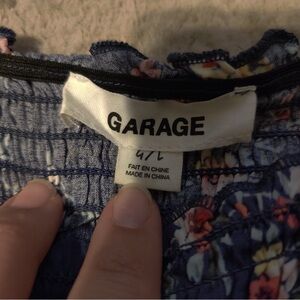 GARAGE
G/L
FAIT EN CHINE
MADE IN CHINA